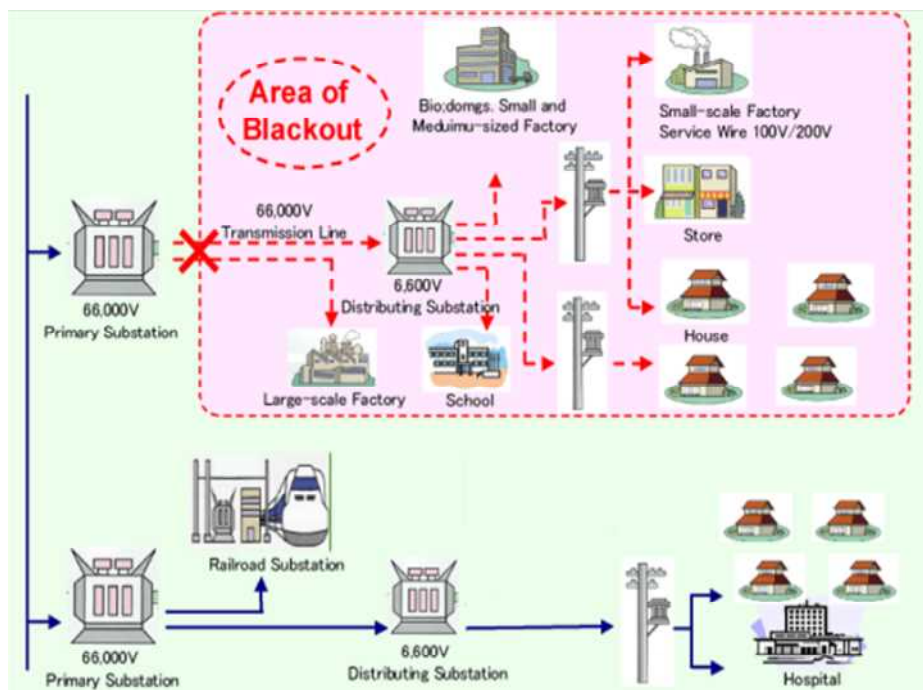 Area of
Blackout
Bio;domgs. Small and
Meduimu-sized Factory
Small-scale Factory
Service Wire 100V/200V
66,000V
Transmission Line
Store
6,600V
Distributing Substation
66,000V
Primary Substation
House
Large-scale Factory
School
Railroad Substation
66,000V
Primary Substation
6,600V
Distributing Substation
Hospital